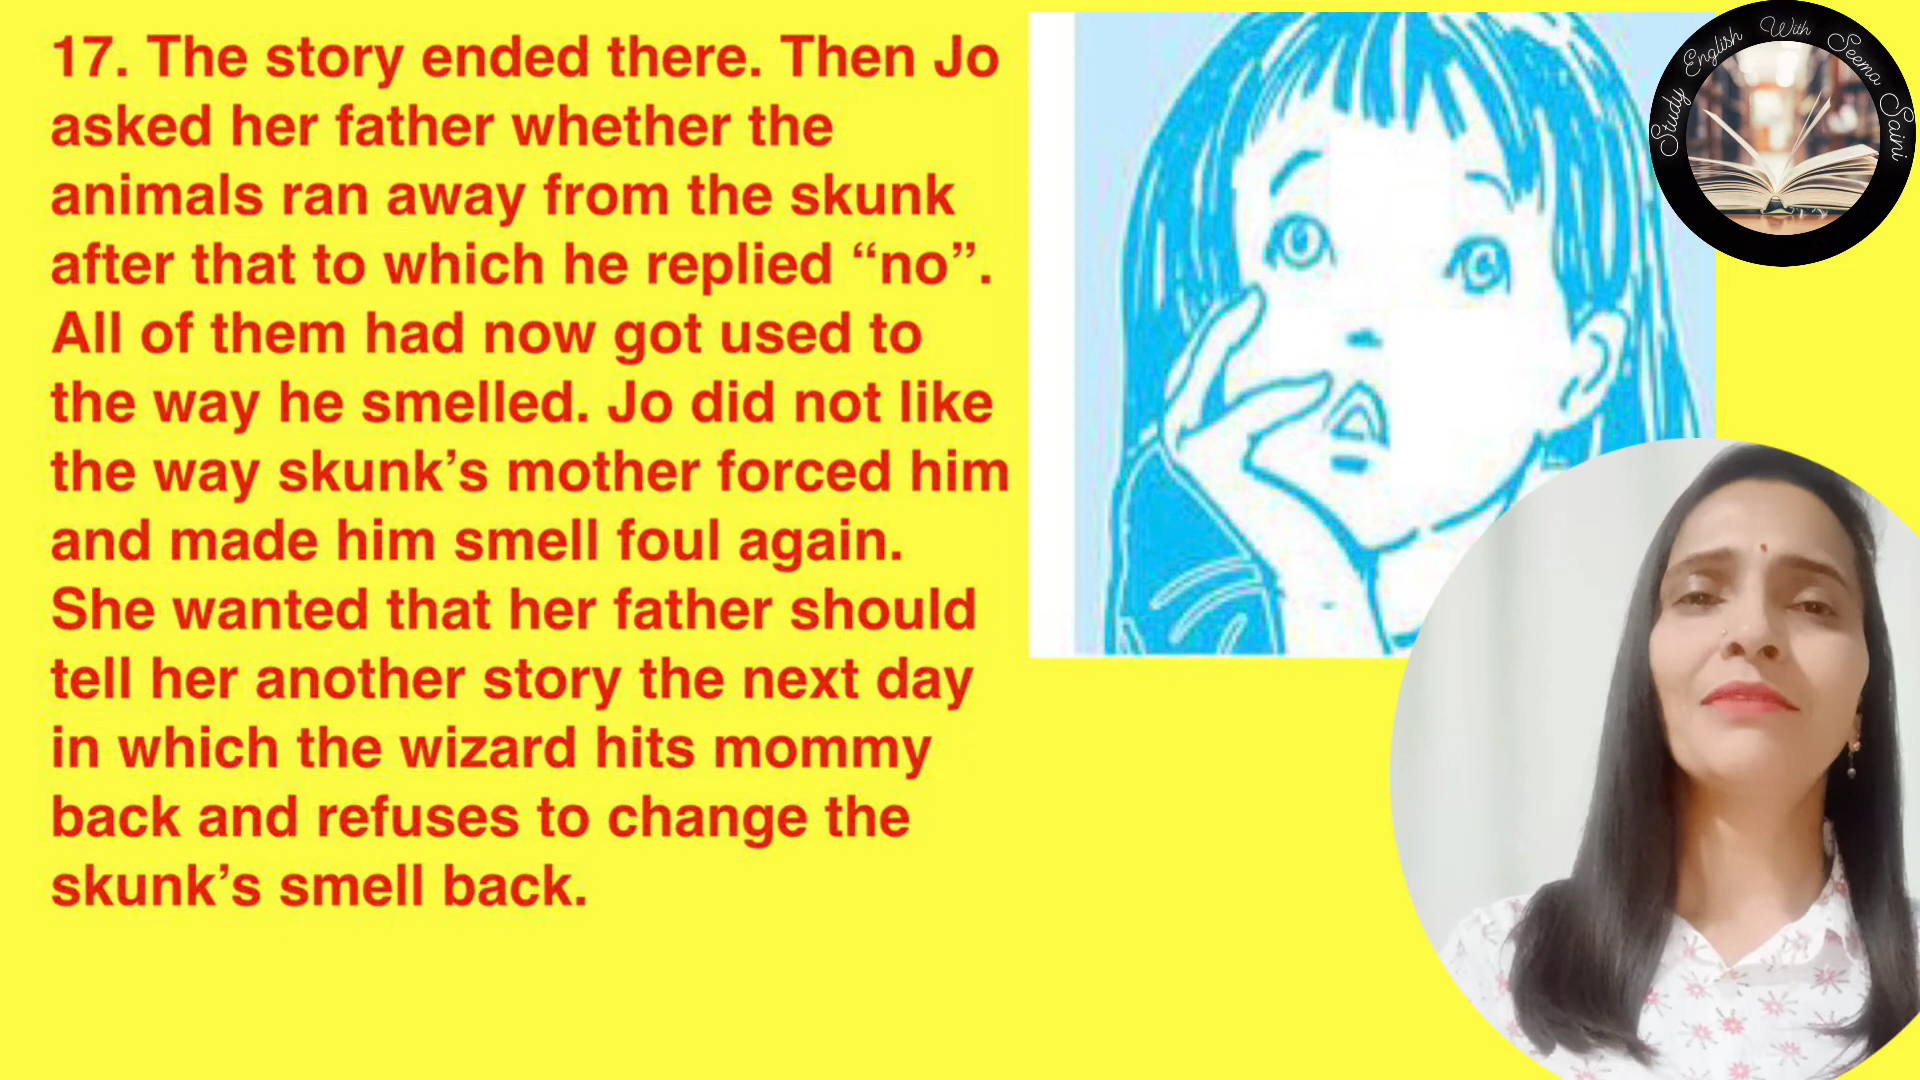 17. The story ended there. Then Jo
asked her father whether the
animals ran away from the skunk
after that to which he replied “no”.
All of them had now got used to
the way he smelled. Jo did not like
the way skunk’s mother forced him
and made him smell foul again.
She wanted that her father should
tell her another story the next day
in which the wizard hits mommy
back and refuses to change the
skunk’s smell back.
Study English With Seema Saini